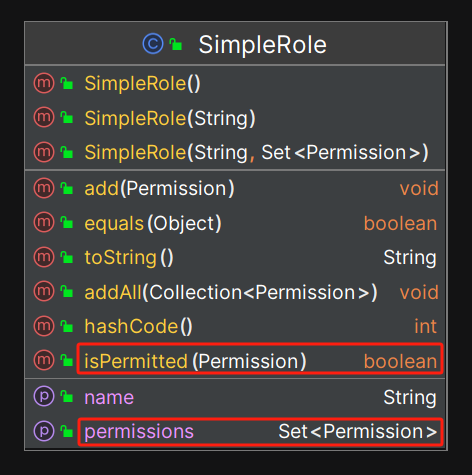 SimpleRole
SimpleRole()
SimpleRole(String)
SimpleRole(String, Set<Permission>)
add(Permission) void
equals(Object) boolean
toString() String
addAll(Collection<Permission>) void
hashCode() int
isPermitted(Permission) boolean
name String
permissions Set<Permission>